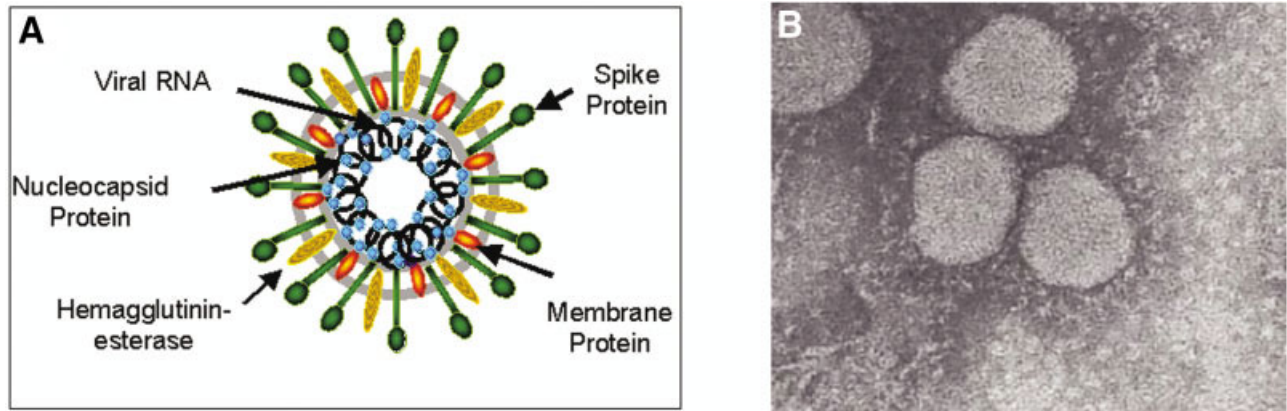 A
Viral RNA
Spike
Protein
Nucleocapsid
Protein
Hemagglutinin-
esterase
Membrane
Protein
B